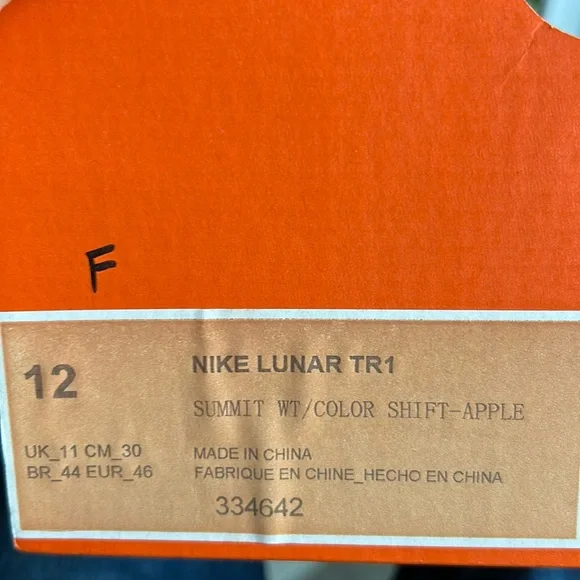 F
12
NIKE LUNAR TR1
SUMMIT WT/COLOR SHIFT-APPLE
UK_11 CM_30
BR_44 EUR_46
MADE IN CHINA
FABRIQUE EN CHINE_HECHO EN CHINA
334642